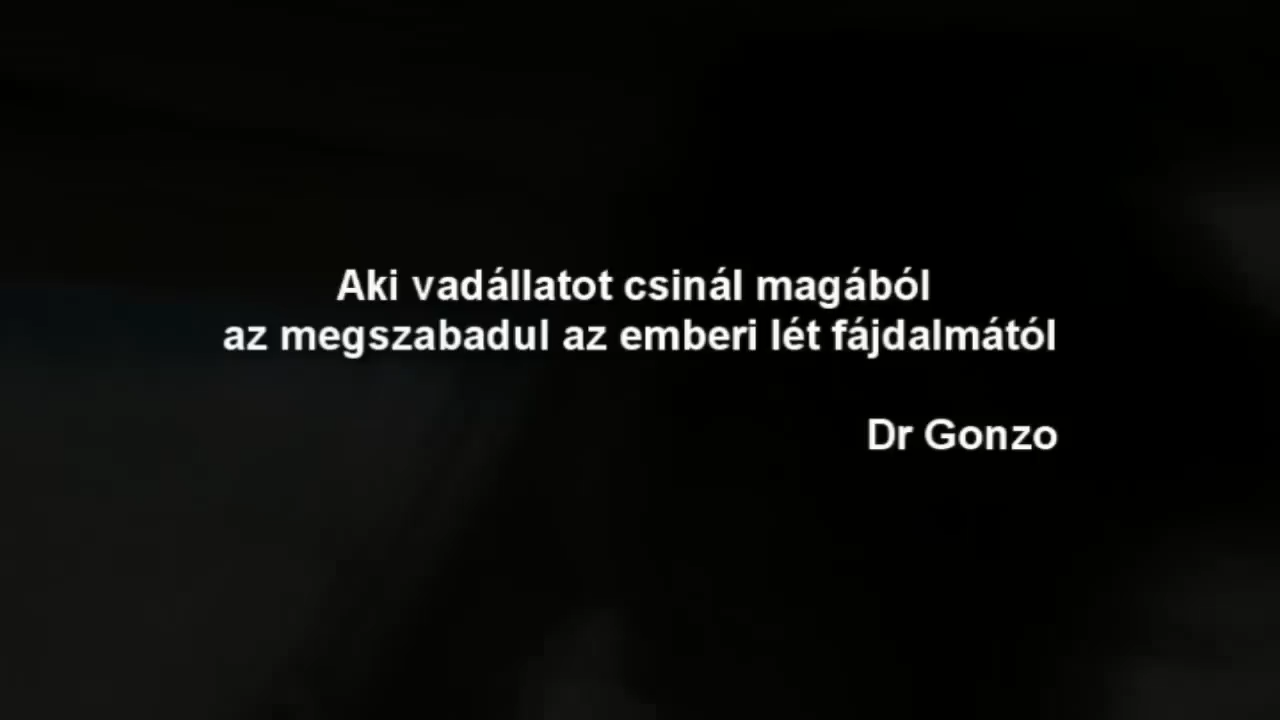 Aki vadállatot csinál magából
az megszabadul az emberi lét fájdalmától
Dr Gonzo